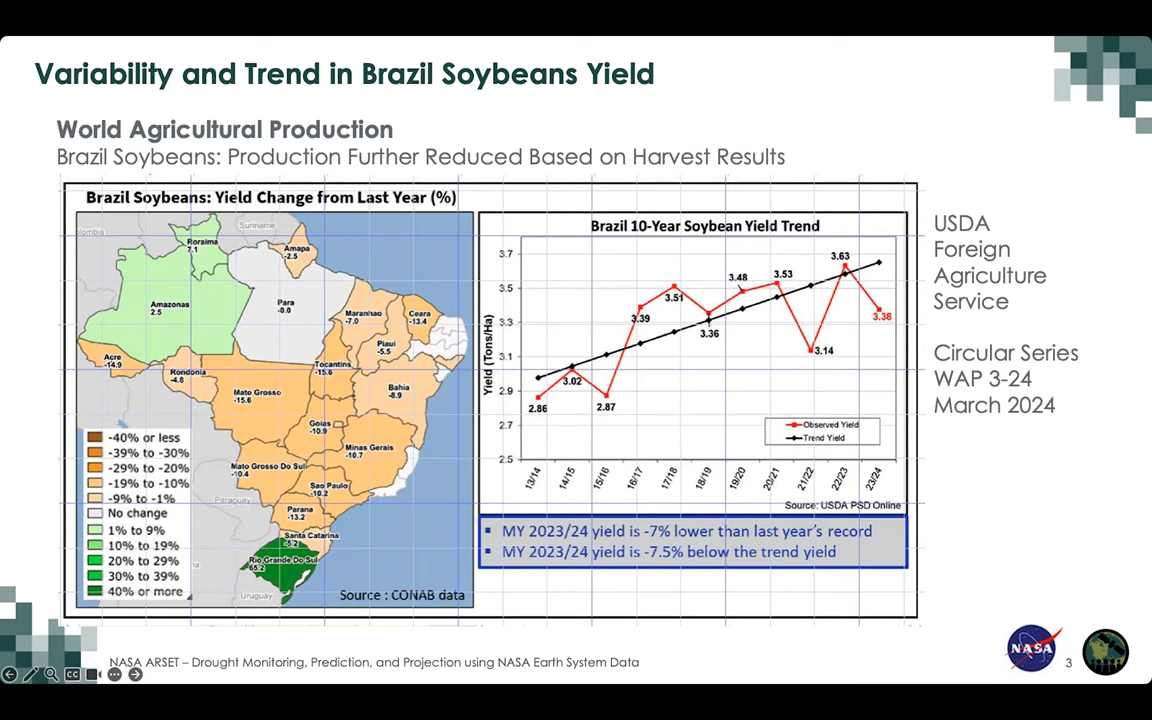 Variability and Trend in Brazil Soybeans Yield
World Agricultural Production
Brazil Soybeans: Production Further Reduced Based on Harvest Results
Brazil Soybeans: Yield Change from Last Year (%)
olombia
Suriname
Roraima
7.1
Amapa
-2.5
Amazonas
2.5
Para
-0.0
Maranhao
-7.0
Ceara
-13.4
Piaui
-5.5
Acre
-14.9
Rondonia
-4.8
Tocantins
-15.6
Mato Grosso
-15.6
Bahia
-8.9
Goias
-10.9
Minas Gerais
-10.7
Mato Grosso Do Sul
-10.4
Sao Paulo
-10.2
Paraguay
Parana
-13.2
Santa Catarina
-5.2
Rio Grande Do Sul
65.2
Uruguay
-40% or less
-39% to -30%
-29% to -20%
-19% to -10%
-9% to -1%
No change
1% to 9%
10% to 19%
20% to 29%
30% to 39%
40% or more
Source : CONAB data
Brazil 10-Year Soybean Yield Trend
Yield (Tons/Ha)
3.7
3.5
3.3
3.1
2.9
2.7
2.5
2.86
3.02
2.87
3.39
3.51
3.36
3.48
3.53
3.14
3.63
3.38
Observed Yield
Trend Yield
13/14
14/15
15/16
16/17
17/18
18/19
19/20
20/21
21/22
22/23
23/24
Source: USDA PSD Online
▪ MY 2023/24 yield is -7% lower than last year's record
▪ MY 2023/24 yield is -7.5% below the trend yield
USDA
Foreign
Agriculture
Service
Circular Series
WAP 3-24
March 2024
NASA ARSET – Drought Monitoring, Prediction, and Projection using NASA Earth System Data
NASA
3
CC